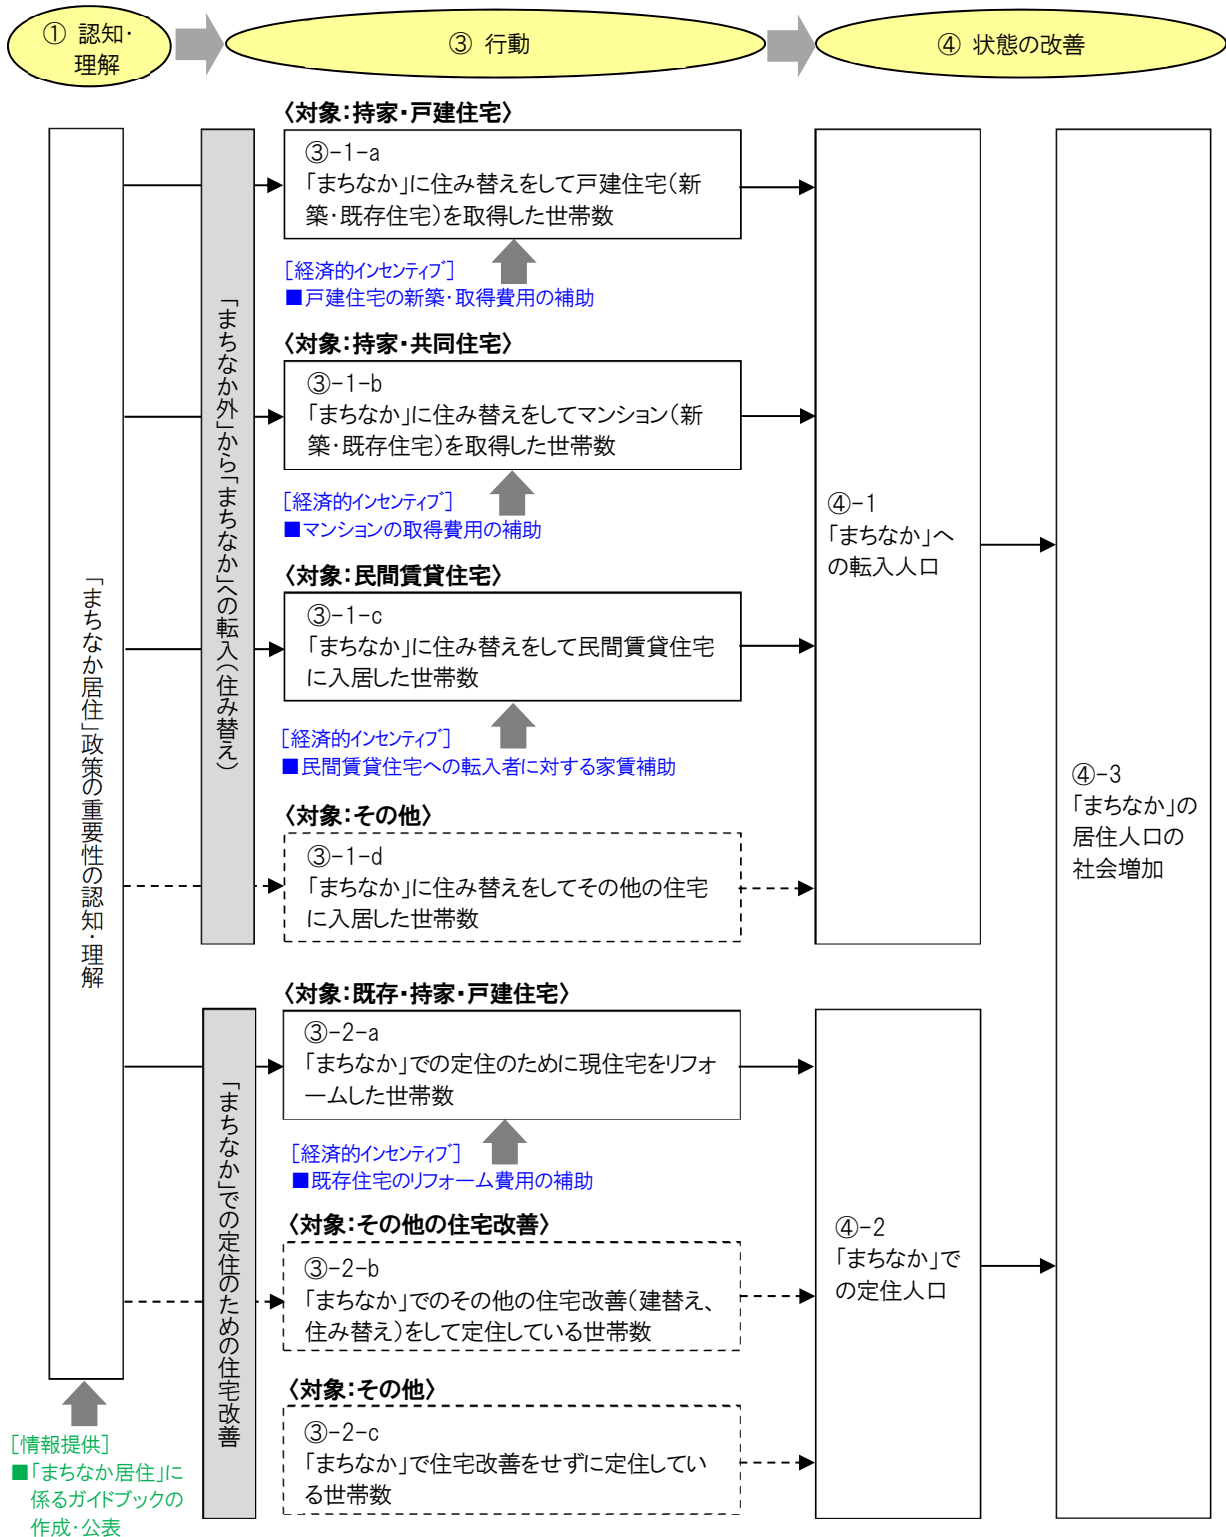 ① 認知・
理解
③ 行動
④ 状態の改善
「まちなか居住」政策の重要性の認知・理解
[情報提供]
■「まちなか居住」に
係るガイドブックの
作成・公表
「まちなか外」から「まちなか」への転入(住み替え)
〈対象:持家・戸建住宅〉
③-1-a
「まちなか」に住み替えをして戸建住宅(新
築・既存住宅)を取得した世帯数
[経済的インセンティブ]
■戸建住宅の新築・取得費用の補助
〈対象:持家・共同住宅〉
③-1-b
「まちなか」に住み替えをしてマンション(新
築・既存住宅)を取得した世帯数
[経済的インセンティブ]
■マンションの取得費用の補助
〈対象:民間賃貸住宅〉
③-1-c
「まちなか」に住み替えをして民間賃貸住宅
に入居した世帯数
[経済的インセンティブ]
■民間賃貸住宅への転入者に対する家賃補助
〈対象:その他〉
③-1-d
「まちなか」に住み替えをしてその他の住宅
に入居した世帯数
「まちなか」での定住のための住宅改善
〈対象:既存・持家・戸建住宅〉
③-2-a
「まちなか」での定住のために現住宅をリフォ
ームした世帯数
[経済的インセンティブ]
■既存住宅のリフォーム費用の補助
〈対象:その他の住宅改善〉
③-2-b
「まちなか」でのその他の住宅改善(建替え、
住み替え)をして定住している世帯数
〈対象:その他〉
③-2-c
「まちなか」で住宅改善をせずに定住してい
る世帯数
④-1
「まちなか」へ
の転入人口
④-2
「まちなか」で
の定住人口
④-3
「まちなか」の
居住人口の
社会増加